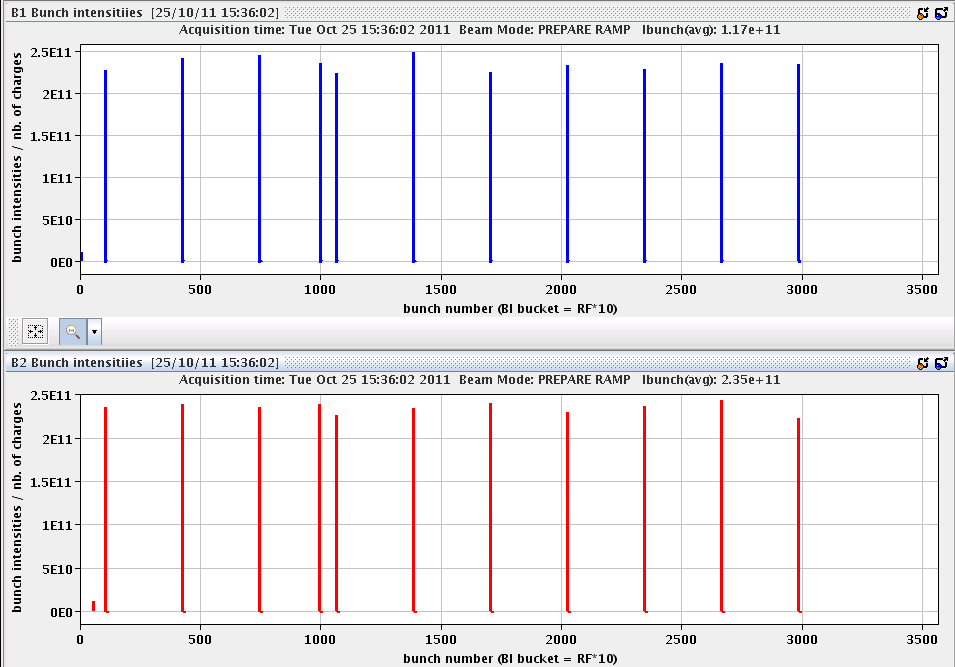 B1 Bunch intensitiies [25/10/11 15:36:02]
Acquisition time: Tue Oct 25 15:36:02 2011 Beam Mode: PREPARE RAMP Ibunch(avg): 1.17e+11
bunch intensities / nb. of charges
2.5E11
2E11
1.5E11
1E11
5E10
0E0
0 500 1000 1500 2000 2500 3000 3500
bunch number (BI bucket = RF*10)
B2 Bunch intensitiies [25/10/11 15:36:02]
Acquisition time: Tue Oct 25 15:36:02 2011 Beam Mode: PREPARE RAMP Ibunch(avg): 2.35e+11
bunch intensities / nb. of charges
2.5E11
2E11
1.5E11
1E11
5E10
0E0
0 500 1000 1500 2000 2500 3000 3500
bunch number (BI bucket = RF*10)